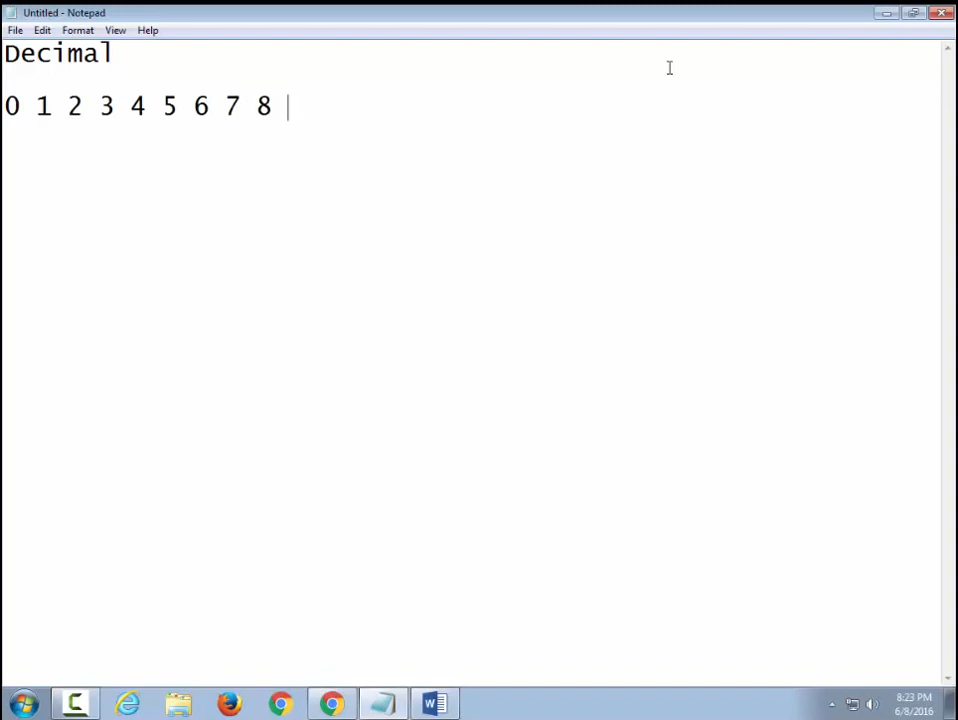 Untitled - Notepad
File Edit Format View Help
Decimal
0 1 2 3 4 5 6 7 8
8:23 PM
6/8/2016